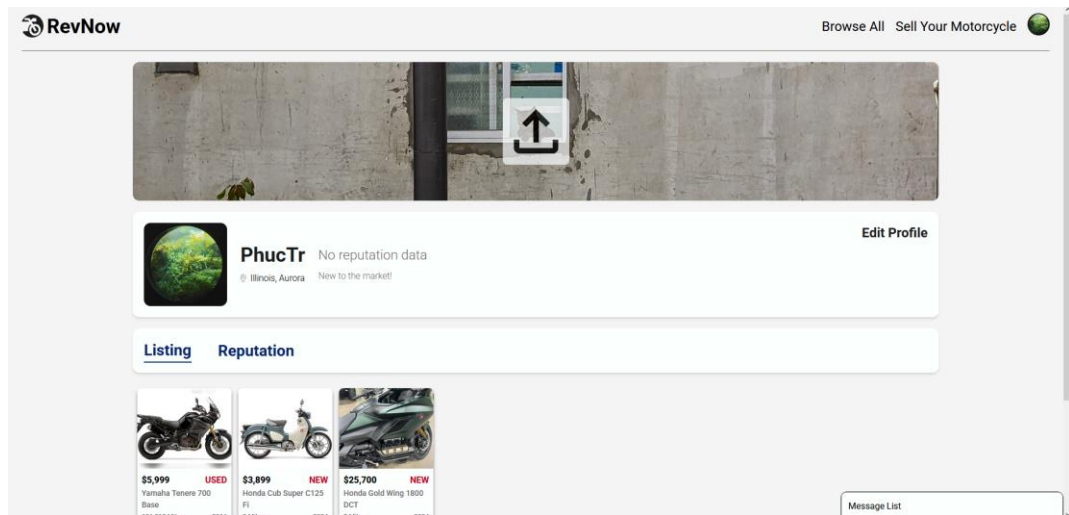 RevNow
Browse All Sell Your Motorcycle
Edit Profile
PhucTr No reputation data
Illinois, Aurora New to the market!
Listing Reputation
$5,999 USED
Yamaha Tenere 700
Base
$3,899 NEW
Honda Cub Super C125
Fi
$25,700 NEW
Honda Gold Wing 1800
DCT
Message List